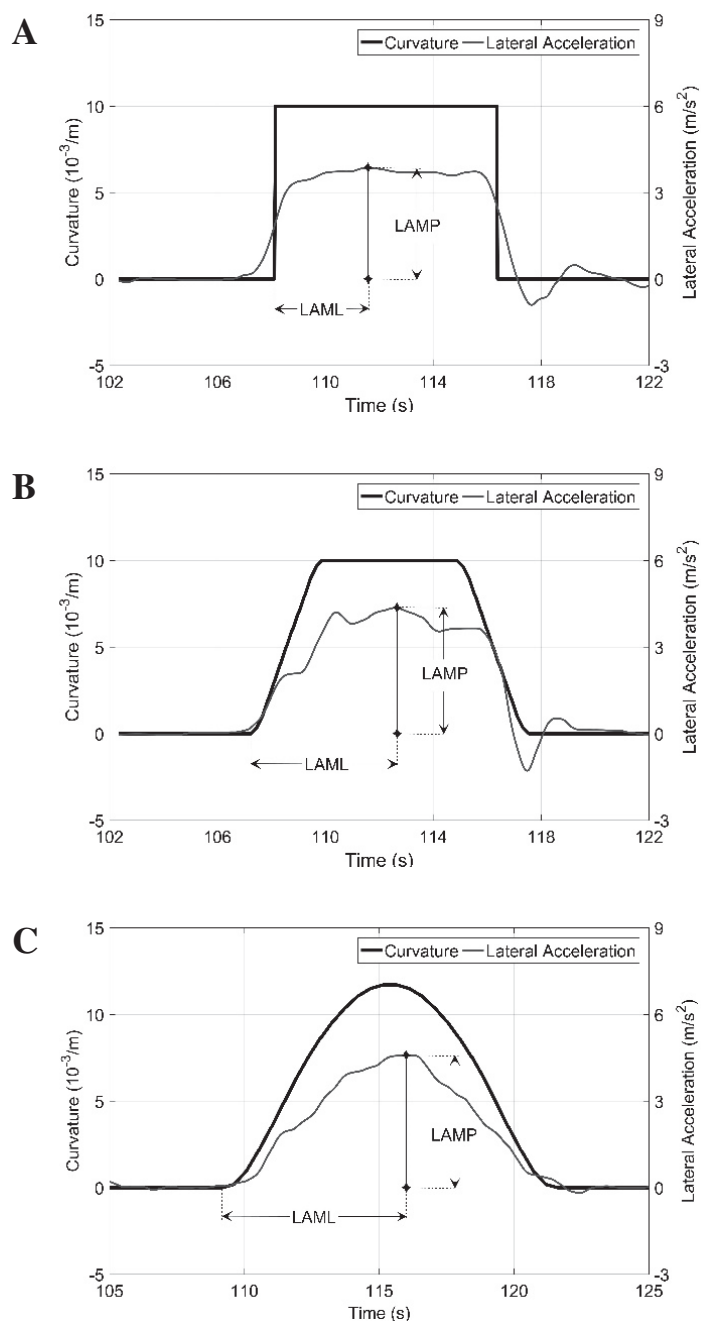 A
Curvature Lateral Acceleration
15
10
5
0
-5
9
6
3
0
-3
Curvature (10⁻³/m)
Lateral Acceleration (m/s²)
LAMP
LAML
102 106 110 114 118 122
Time (s)
B
Curvature Lateral Acceleration
15
10
5
0
-5
9
6
3
0
-3
Curvature (10⁻³/m)
Lateral Acceleration (m/s²)
LAMP
LAML
102 106 110 114 118 122
Time (s)
C
Curvature Lateral Acceleration
15
10
5
0
-5
9
6
3
0
-3
Curvature (10⁻³/m)
Lateral Acceleration (m/s²)
LAMP
LAML
105 110 115 120 125
Time (s)